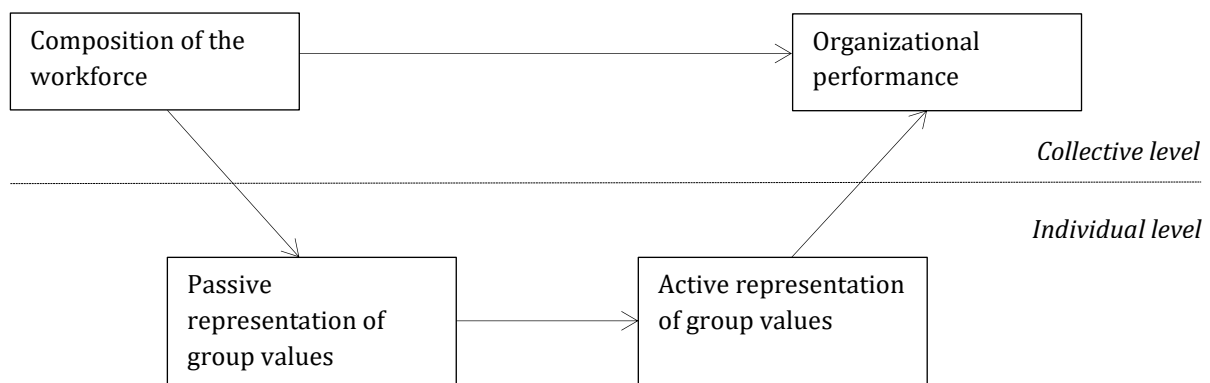 Composition of the
workforce
Organizational
performance
Collective level
Individual level
Passive
representation of
group values
Active representation
of group values